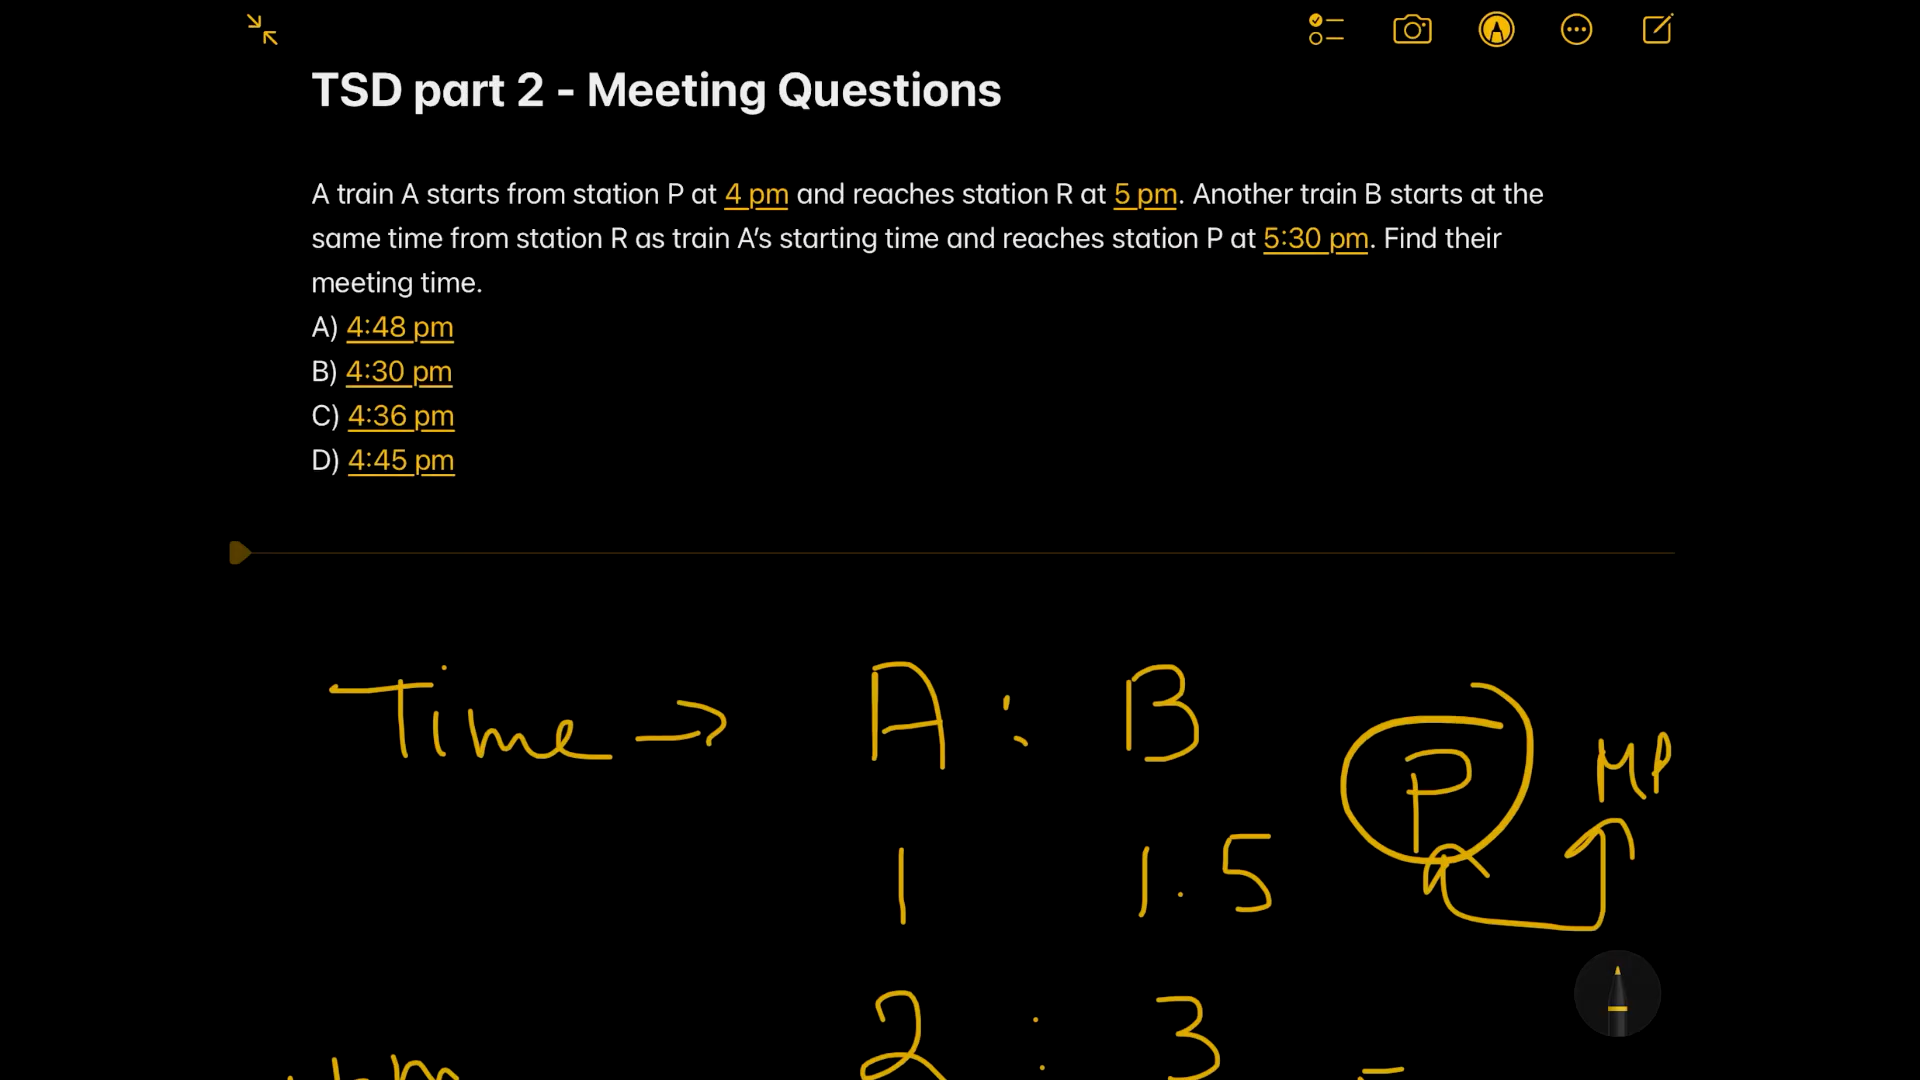 TSD part 2 - Meeting Questions
A train A starts from station P at 4 pm and reaches station R at 5 pm. Another train B starts at the
same time from station R as train A’s starting time and reaches station P at 5:30 pm. Find their
meeting time.
A) 4:48 pm
B) 4:30 pm
C) 4:36 pm
D) 4:45 pm
Time → A : B
P MP
1 1.5
2 : 3